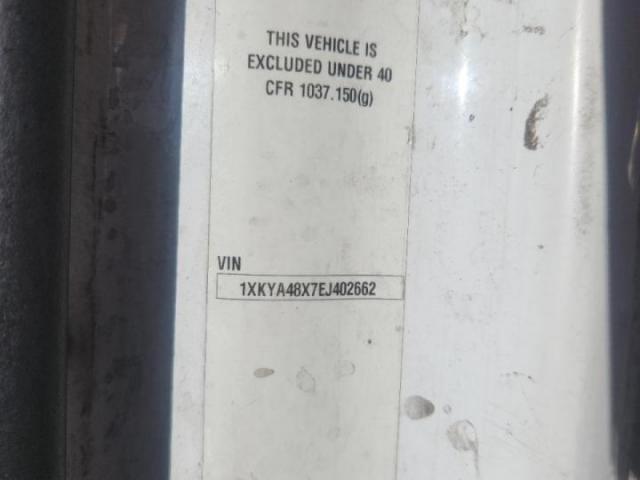 THIS VEHICLE IS
EXCLUDED UNDER 40
CFR 1037.150(g)
VIN
1XKYA48X7EJ402662